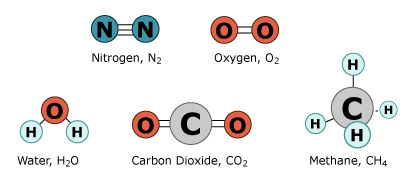 N N
O O
Nitrogen, N₂
Oxygen, O₂
H
O
H H
O C O
C
H
H
H
Water, H₂O
Carbon Dioxide, CO₂
Methane, CH₄